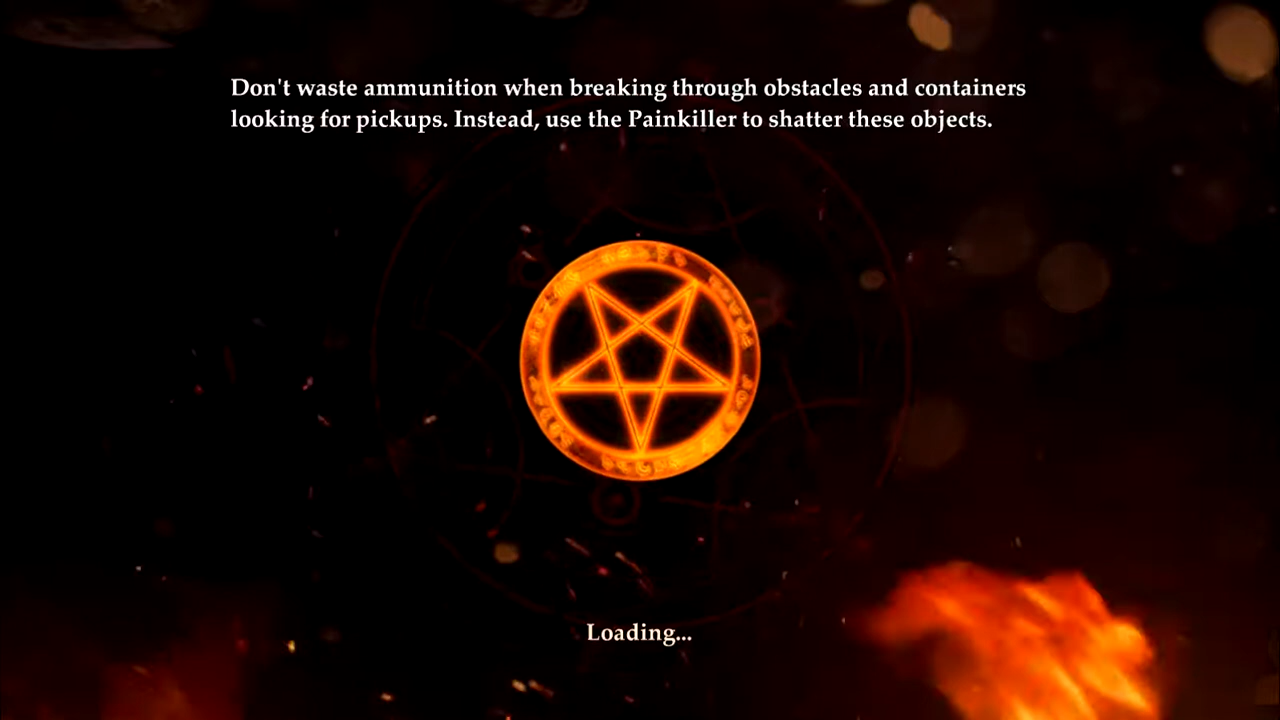 Don't waste ammunition when breaking through obstacles and containers
looking for pickups. Instead, use the Painkiller to shatter these objects.
Loading...